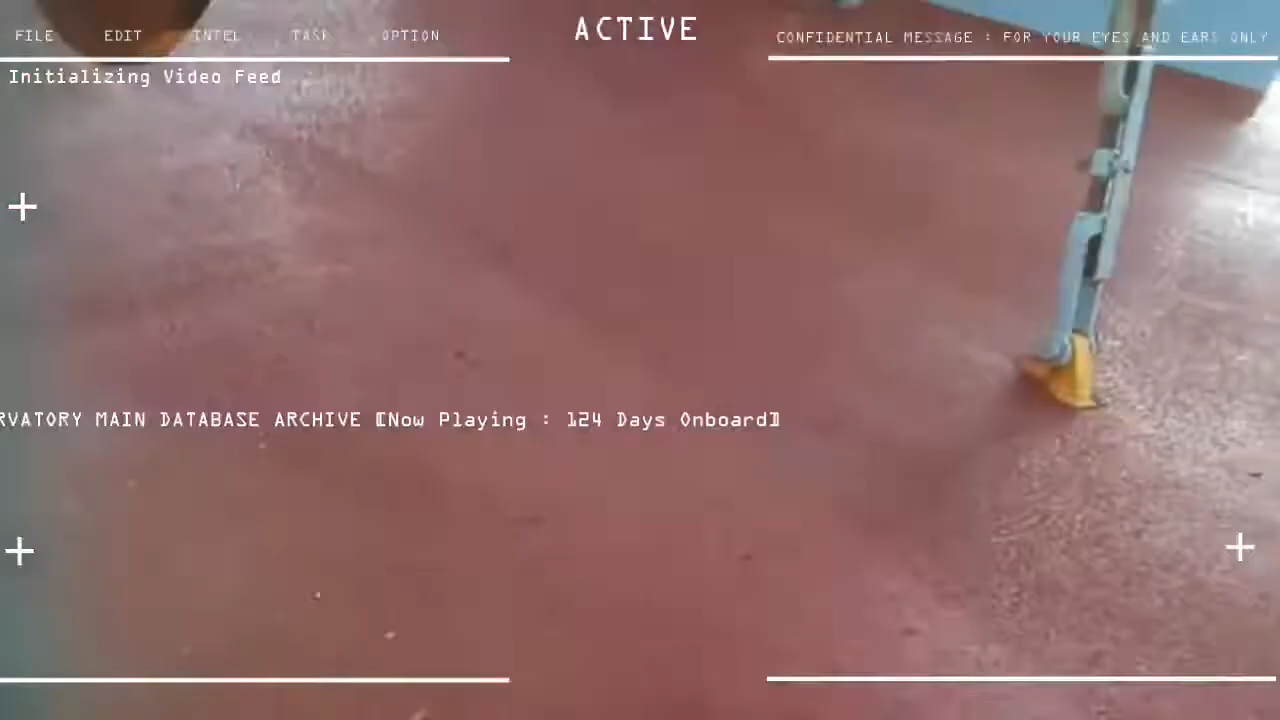 FILE EDIT INTEL TASK OPTION
ACTIVE
CONFIDENTIAL MESSAGE : FOR YOUR EYES AND EARS ONLY
Initializing Video Feed
RVATORY MAIN DATABASE ARCHIVE [Now Playing : 124 Days Onboard]